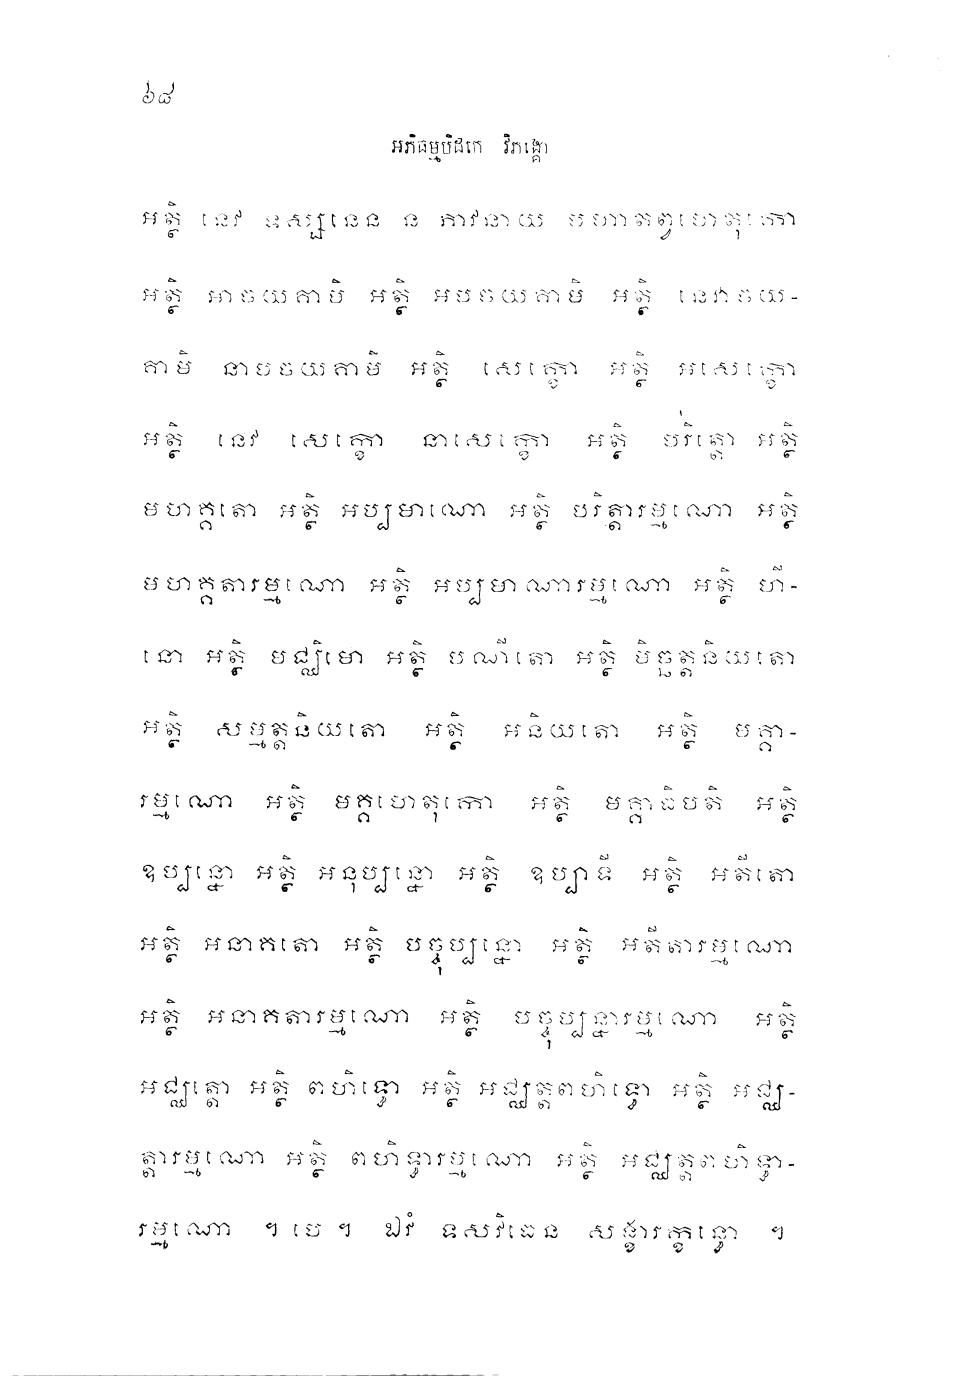 ៦៨
អភិធម្មបិដកេ វិភង្គោ
អត្ថិ នេវ ទស្សនេន ន ភាវនាយ បហាតព្វហេតុកោ
អត្ថិ អាចយគាមិ អត្ថិ អបចយគាមិ អត្ថិ នេវាចយ-
គាមិ នាបចយគាមិ អត្ថិ សេក្ខោ អត្ថិ អសេក្ខោ
អត្ថិ នេវ សេក្ខោ នាសេក្ខោ អត្ថិ បរិត្តោ អត្ថិ
មហគ្គតោ អត្ថិ អប្បមាណោ អត្ថិ បរិត្តារម្មណោ អត្ថិ
មហគ្គតារម្មណោ អត្ថិ អប្បមាណារម្មណោ អត្ថិ ហី-
នោ អត្ថិ មជ្ឈិមោ អត្ថិ បណីតោ អត្ថិ មិច្ឆត្តនិយតោ
អត្ថិ សម្មត្តនិយតោ អត្ថិ អនិយតោ អត្ថិ មគ្គា-
រម្មណោ អត្ថិ មគ្គហេតុកោ អត្ថិ មគ្គាធិបតិ អត្ថិ
ឧប្បន្នោ អត្ថិ អនុប្បន្នោ អត្ថិ ឧប្បាទី អត្ថិ អតីតោ
អត្ថិ អនាគតោ អត្ថិ បច្ចុប្បន្នោ អត្ថិ អតីតារម្មណោ
អត្ថិ អនាគតារម្មណោ អត្ថិ បច្ចុប្បន្នារម្មណោ អត្ថិ
អជ្ឈត្តោ អត្ថិ ពហិទ្ធោ អត្ថិ អជ្ឈត្តពហិទ្ធោ អត្ថិ អជ្ឈ-
ត្តារម្មណោ អត្ថិ ពហិទ្ធារម្មណោ អត្ថិ អជ្ឈត្តពហិទ្ធា-
រម្មណោ ។ បេ ។ ឯវំ ទសវិធេន សង្ខារក្ខន្ធោ ។